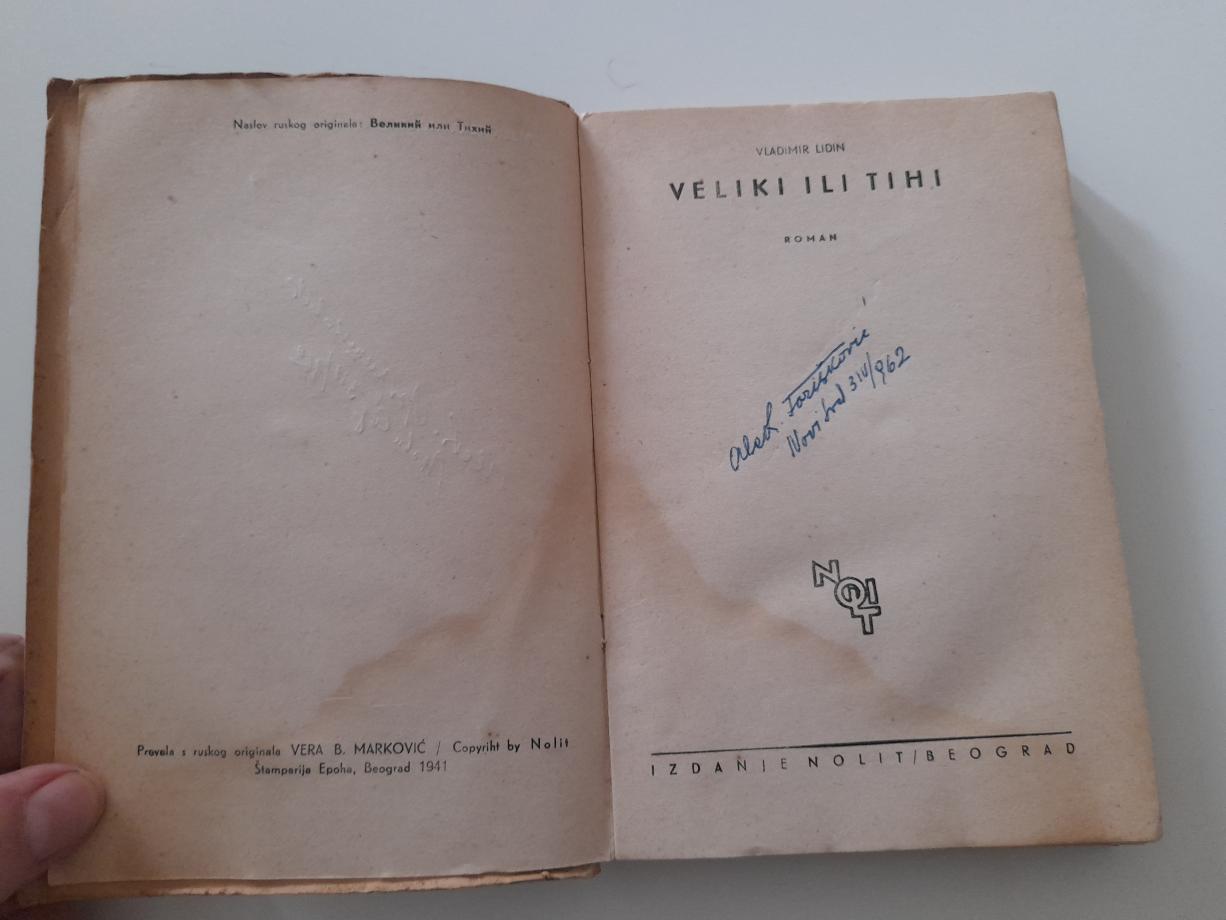 Naslov ruskog originala: Великий или Тихий
Prevela s ruskog originala VERA B. MARKOVIĆ / Copyriht by Nolit
Štamparija Epoha, Beograd 1941
VLADIMIR LIDIN
VELIKI ILI TIHI
ROMAN
Novi Sad 3 IV/962
NOLIT
IZDANJE NOLIT/BEOGRAD